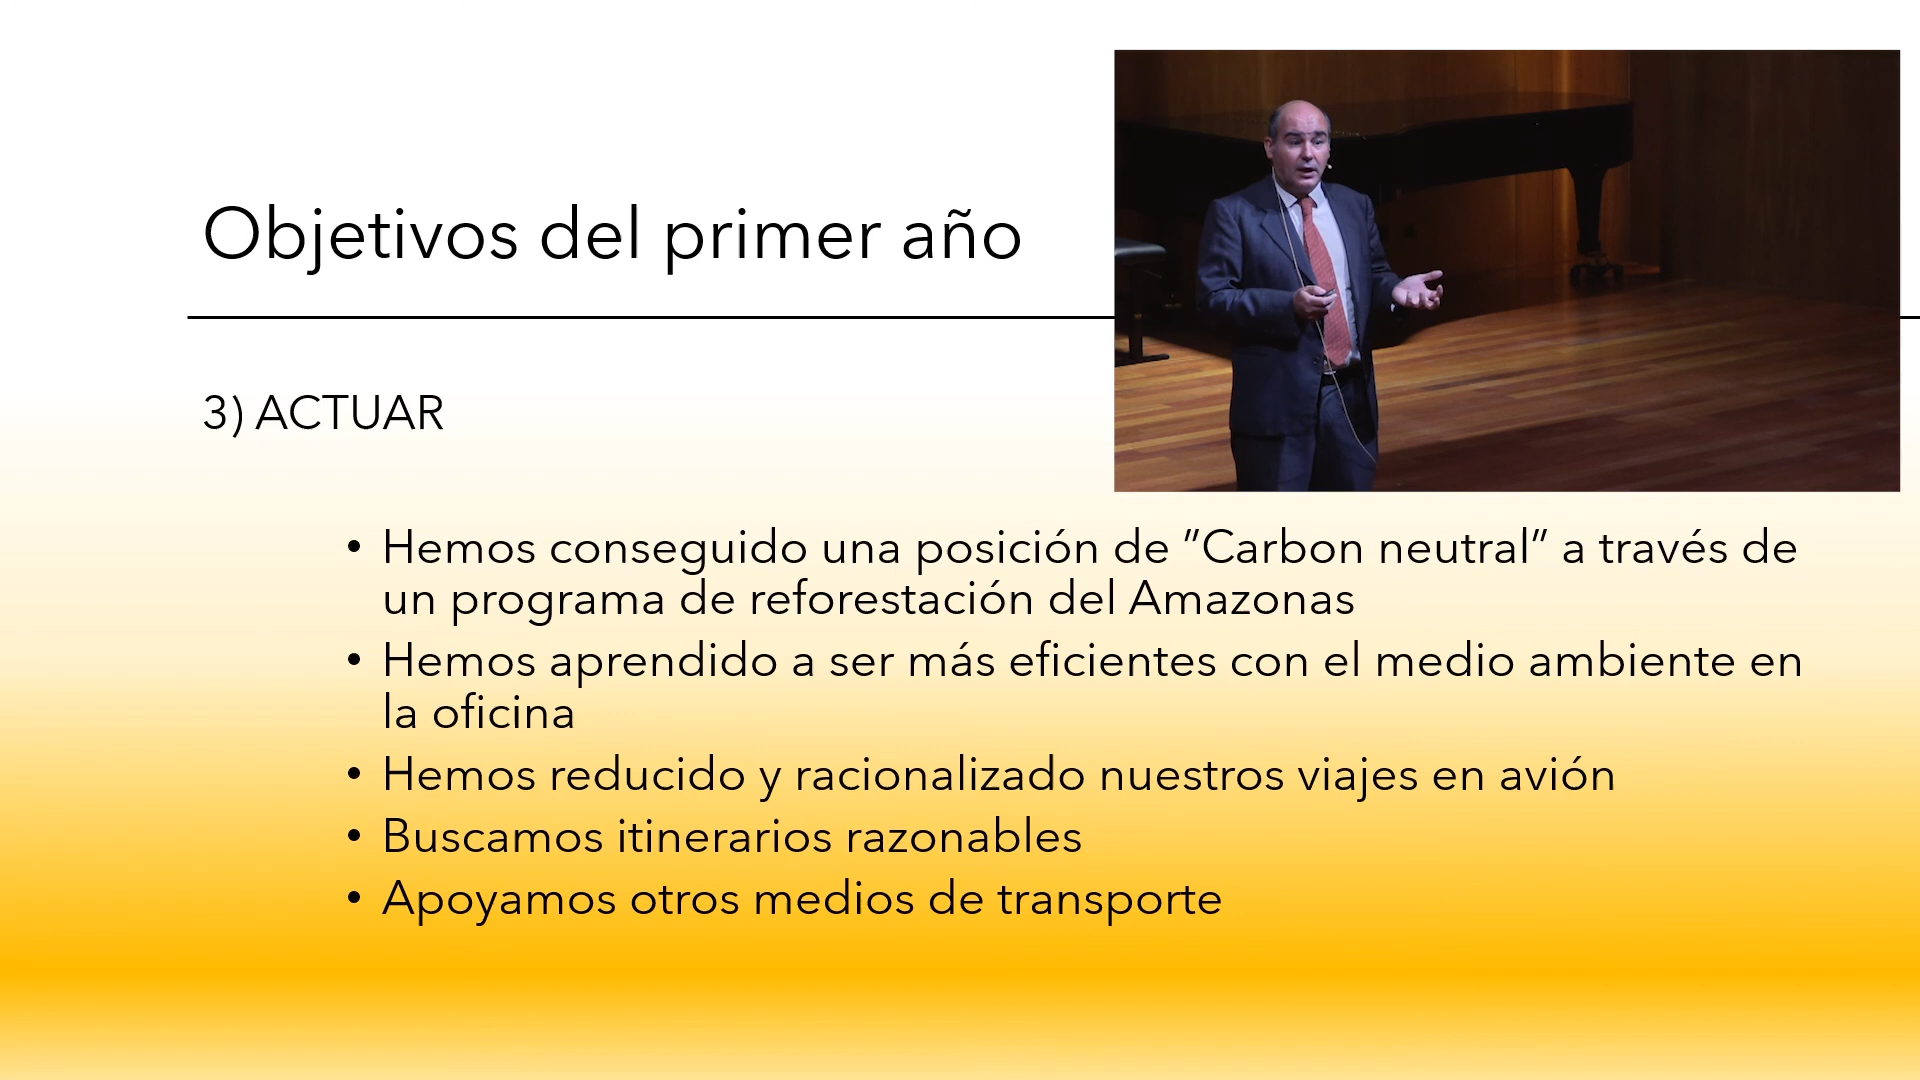 Objetivos del primer año
3) ACTUAR
• Hemos conseguido una posición de “Carbon neutral” a través de
un programa de reforestación del Amazonas
• Hemos aprendido a ser más eficientes con el medio ambiente en
la oficina
• Hemos reducido y racionalizado nuestros viajes en avión
• Buscamos itinerarios razonables
• Apoyamos otros medios de transporte